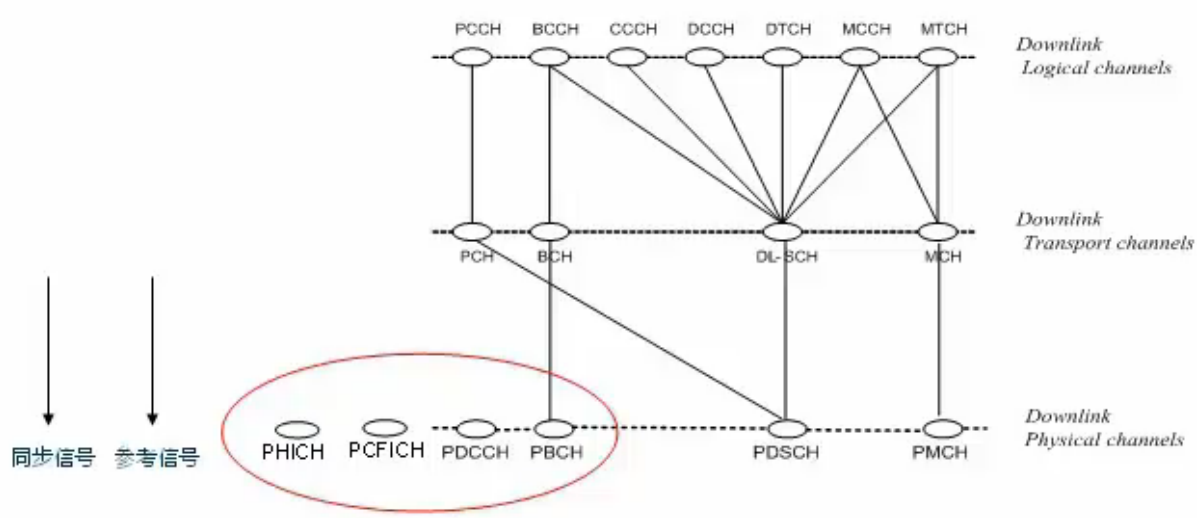 PCCH BCCH CCCH DCCH DTCH MCCH MTCH
Downlink
Logical channels
Downlink
Transport channels
PCH BCH DL-SCH MCH
Downlink
Physical channels
同步信号 参考信号 PHICH PCFICH PDCCH PBCH PDSCH PMCH